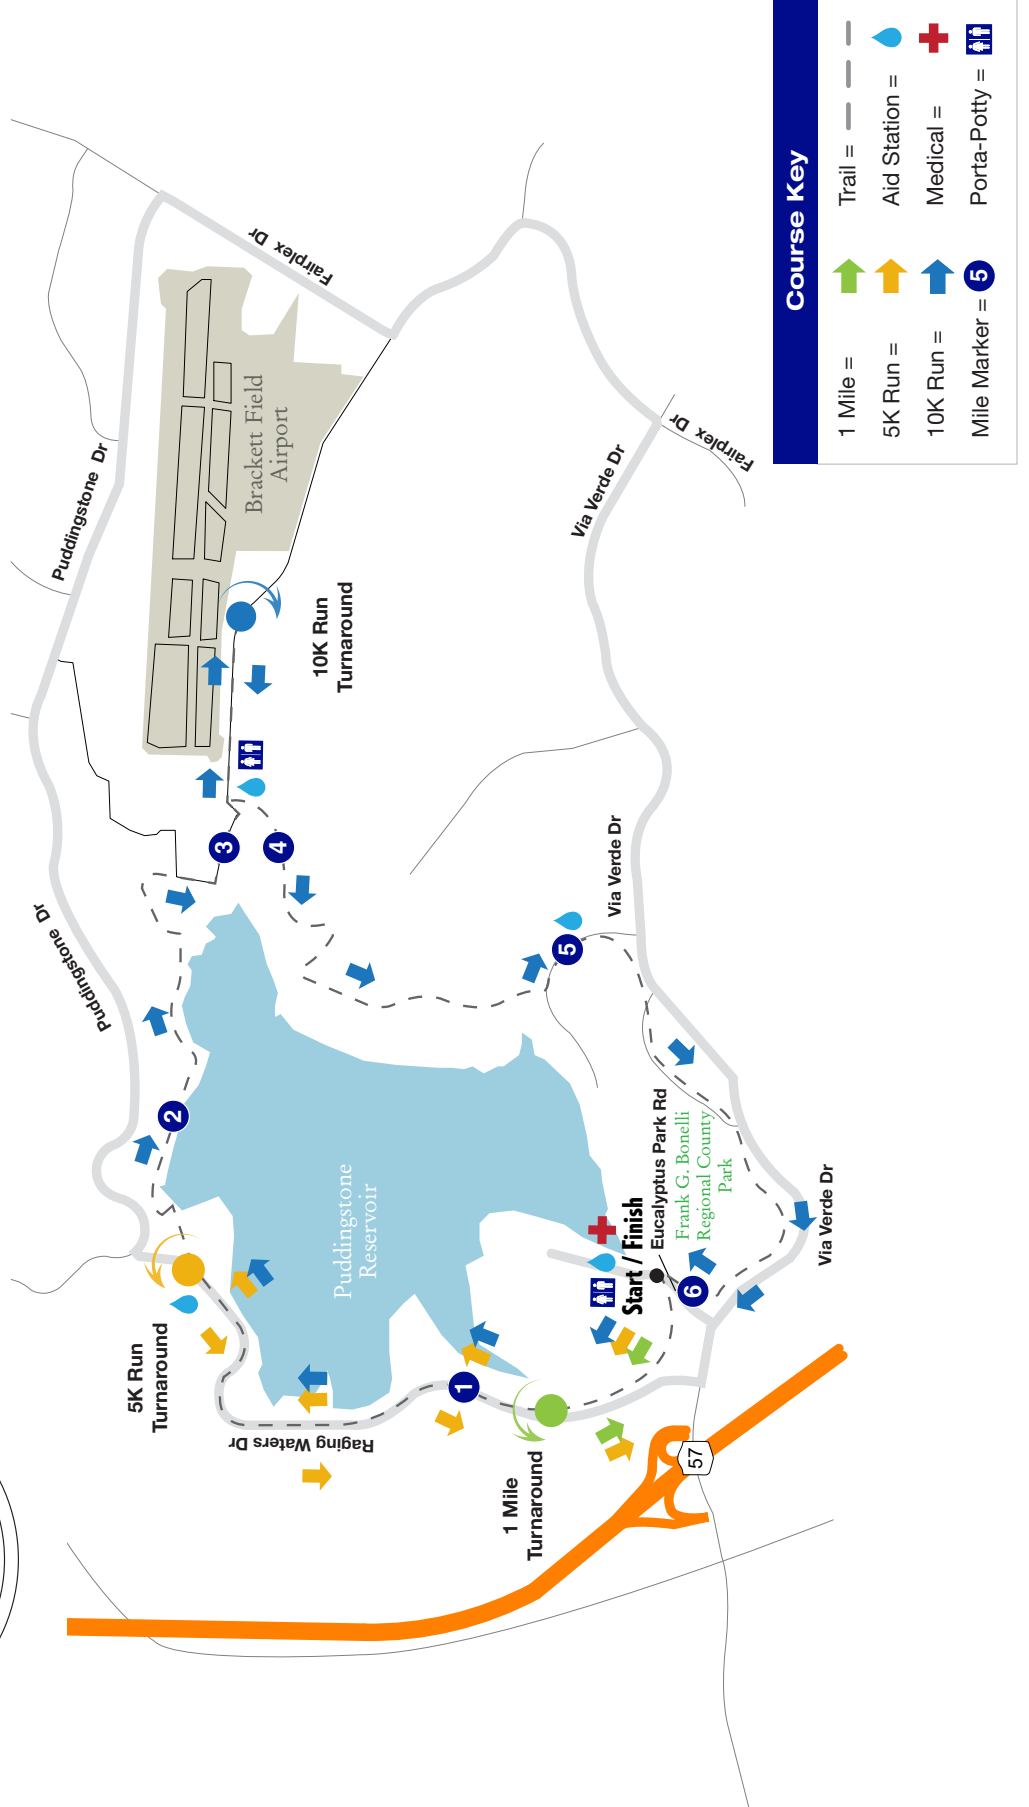 Course Key
1 Mile =
5K Run =
10K Run =
Mile Marker = 5
Trail =
Aid Station =
Medical =
Porta-Potty =
Puddingstone Dr
Puddingstone Dr
Fairplex Dr
Brackett Field
Airport
10K Run
Turnaround
Via Verde Dr
Fairplex Dr
3
4
2
5
Via Verde Dr
5K Run
Turnaround
Puddingstone
Reservoir
Raging Waters Dr
1
1 Mile
Turnaround
Start / Finish
Eucalyptus Park Rd
Frank G. Bonelli
Regional County
Park
6
Via Verde Dr
57